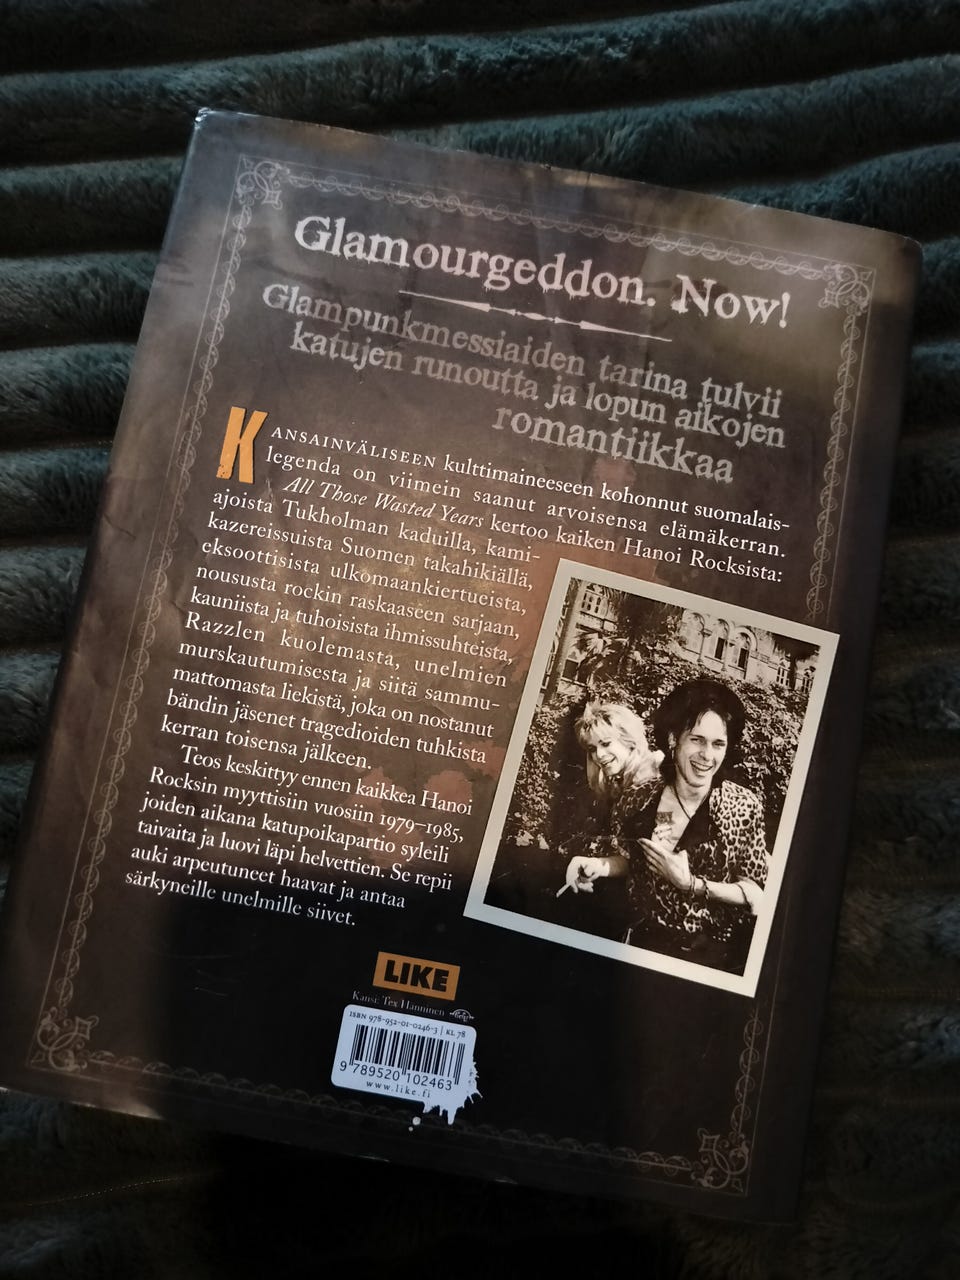 Glamourgeddon. Now!
Glampunkmessiaiden tarina tulvii
katujen runoutta ja lopun aikojen
romantiikkaa
KANSAINVÄLISEEN kulttimaineeseen kohonnut suomalais-
legenda on viimein saanut arvoisensa elämäkerran.
All Those Wasted Years kertoo kaiken Hanoi Rocksista:
ajoista Tukholman kaduilla, kami-
kazereissuista Suomen takahikiällä,
eksoottisista ulkomaankiertueista,
noususta rockin raskaaseen sarjaan,
kauniista ja tuhoisista ihmissuhteista,
Razzlen kuolemasta, unelmien
murskautumisesta ja siitä sammu-
mattomasta liekistä, joka on nostanut
bändin jäsenet tragedioiden tuhkista
kerran toisensa jälkeen.
Teos keskittyy ennen kaikkea Hanoi
Rocksin myyttisiin vuosiin 1979–1985,
joiden aikana katupoikapartio syleili
taivaita ja luovi läpi helvettien. Se repii
auki arpeutuneet haavat ja antaa
särkyneille unelmille siivet.
LIKE
Kansi: Tex Hänninen
ISBN 978-952-01-0246-3 | KL 78
9 789520 102463
www.like.fi